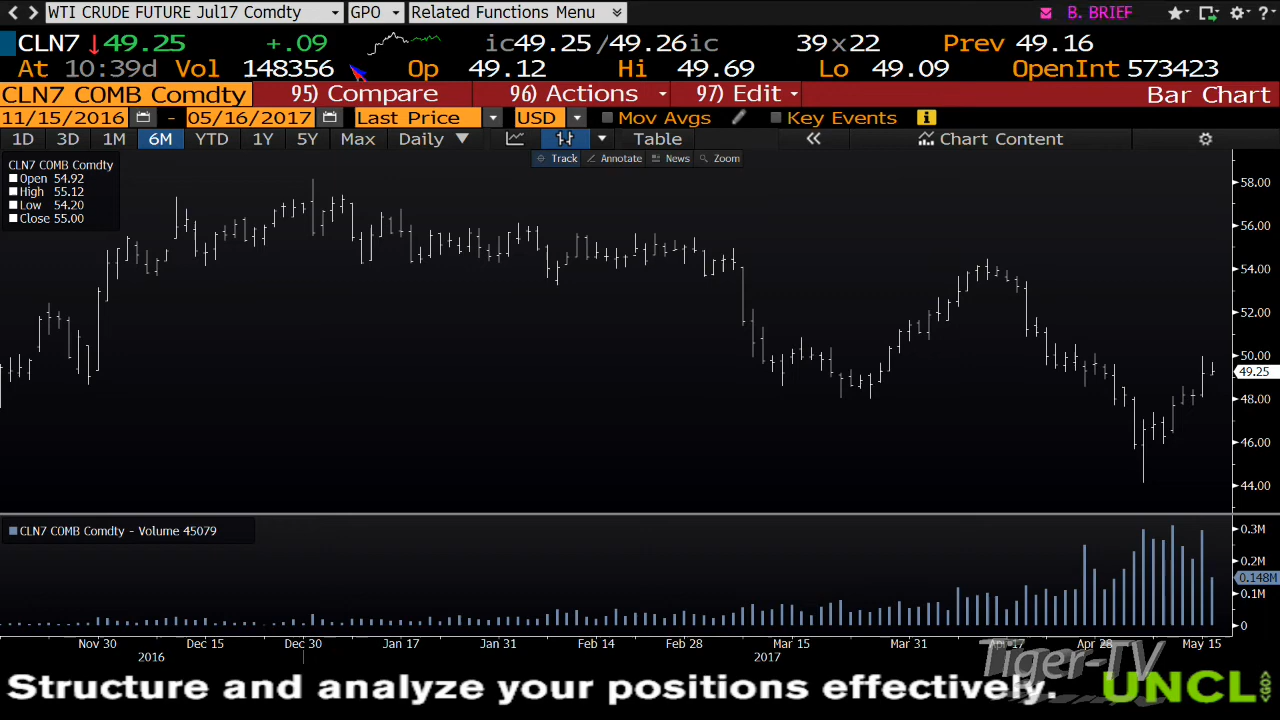 WTI CRUDE FUTURE Jul17 Comdty GPO Related Functions Menu B. BRIEF ?
CLN7 49.25 +.09 ic49.25 /49.26ic 39x22 Prev 49.16
At 10:39d Vol 148356 Op 49.12 Hi 49.69 Lo 49.09 OpenInt 573423
CLN7 COMB Comdty 95) Compare 96) Actions 97) Edit Bar Chart
11/15/2016 - 05/16/2017 Last Price USD Mov Avgs Key Events
1D 3D 1M 6M YTD 1Y 5Y Max Daily Table Chart Content
Track Annotate News Zoom
CLN7 COMB Comdty
Open 54.92
High 55.12
Low 54.20
Close 55.00
58.00
56.00
54.00
52.00
50.00
49.25
48.00
46.00
44.00
CLN7 COMB Comdty - Volume 45079
0.3M
0.2M
0.148M
0.1M
0
Nov 30 Dec 15 Dec 30 Jan 17 Jan 31 Feb 14 Feb 28 Mar 15 Mar 31 Apr 17 Apr 28 May 15
2016 2017
Tiger-TV
Structure and analyze your positions effectively. UNCL